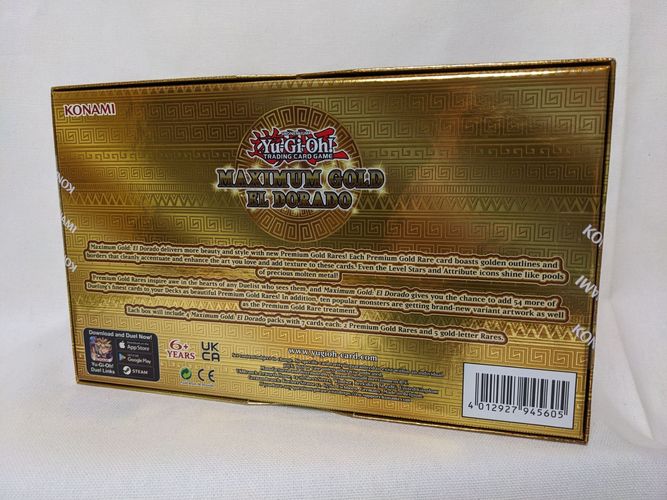 KONAMI
Yu-Gi-Oh!
TRADING CARD GAME
MAXIMUM GOLD
EL DORADO
Maximum Gold: El Dorado delivers more beauty and style with new Premium Gold Rares! Each Premium Gold Rare card boasts golden outlines and
borders that cleanly accentuate and enhance the art you love and add texture to these cards. Even the Level Stars and Attribute icons shine like pools
of precious molten metal!
Premium Gold Rares inspire awe in the hearts of any Duelist who sees them, and Maximum Gold: El Dorado gives you the chance to add 54 more of
Dueling's finest cards to your Decks as beautiful Premium Gold Rares! In addition, ten popular monsters are getting brand-new variant artwork as well
as the Premium Gold Rare treatment.
Each box will include 4 Maximum Gold: El Dorado packs with 7 cards each: 2 Premium Gold Rares and 5 gold-letter Rares.
Download and Duel Now!
App Store
Google Play
STEAM
Yu-Gi-Oh!
Duel Links
6+
YEARS
UK
CA
CE
www.yugioh-card.com
4 012927 945605
KONAMI
KONAMI